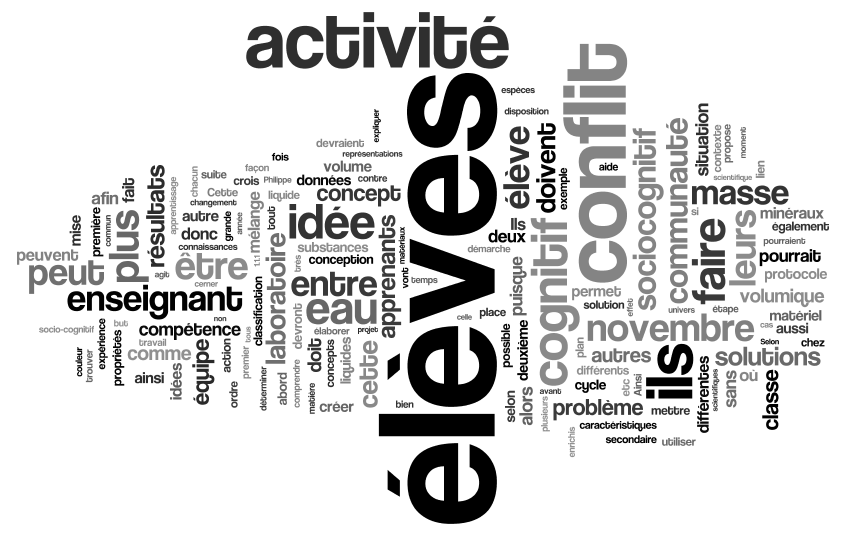 activité
élèves
conflit
espèces
disposition
expliquer
devraient
représentations
élève
doivent
exemple
aide
sociocognitif
communauté
situation
contexte
propose
moment
scientifique
lien
fois
façon
volume
chacun
suite
crois
Philippe
données
contre
Cette
changement
liquide
concept
apprentissage
résultats
fait
afin
première
commun
mise
plus
autre
grande
année
mélange
tout
donc
connaissances
idée
substances
conception
apprenants
vont
matériaux
Ils
deux
démarche
masse
si
minéraux
également
pourraient
faire
leurs
pourrait
protocole
peuvent
peut
agit
être
cerner
1.1
classification
laboratoire
très
entre
eau
temps
puisque
cognitif
permet
solution
effet
univers
étape
volumique
matériel
enseignant
socio-cognitif
expérience
but
propriétés
compétence
non
travail
tous
devront
élaborer
projet
celle
place
novembre
cas
aussi
Selon
chez
couleur
trouver
comme
ainsi
idées
équipe
action
ordre
premier
déterminer
abord
comprendre
doit
concepts
matière
liquides
cette
créer
bien
possible
deuxième
selon
alors
plusieurs
avant
plan
autres
différents
cycle
etc
Ainsi
ils
solutions
différentes
scientifiques
sans
où
classe
problème
mettre
caractéristiques
secondaire
utiliser
enrichis